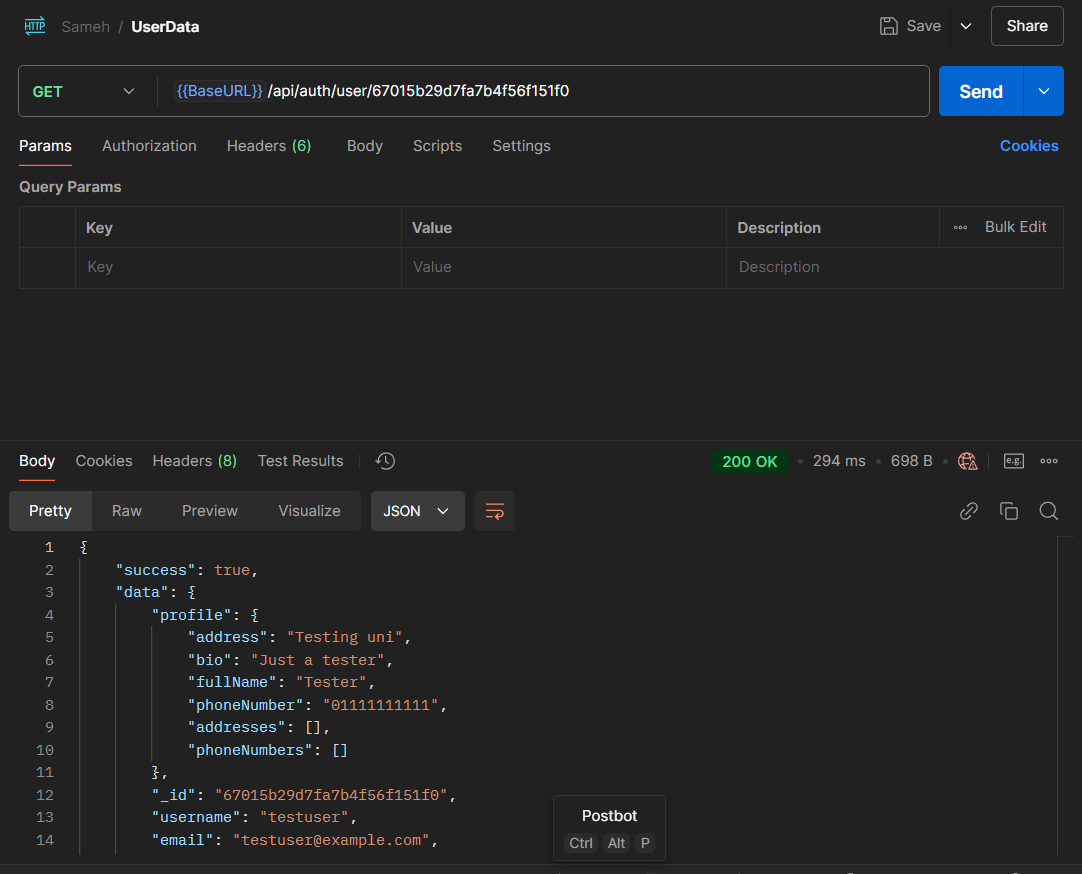 HTTP Sameh / UserData Save Share
GET {{BaseURL}} /api/auth/user/67015b29d7fa7b4f56f151f0 Send
Params Authorization Headers (6) Body Scripts Settings Cookies
Query Params
Key Value Description Bulk Edit
Key Value Description
Body Cookies Headers (8) Test Results 200 OK 294 ms 698 B e.g.
Pretty Raw Preview Visualize JSON
1 {
2 "success": true,
3 "data": {
4 "profile": {
5 "address": "Testing uni",
6 "bio": "Just a tester",
7 "fullName": "Tester",
8 "phoneNumber": "01111111111",
9 "addresses": [],
10 "phoneNumbers": []
11 },
12 "_id": "67015b29d7fa7b4f56f151f0",
13 "username": "testuser",
14 "email": "testuser@example.com",
Postbot
Ctrl Alt P